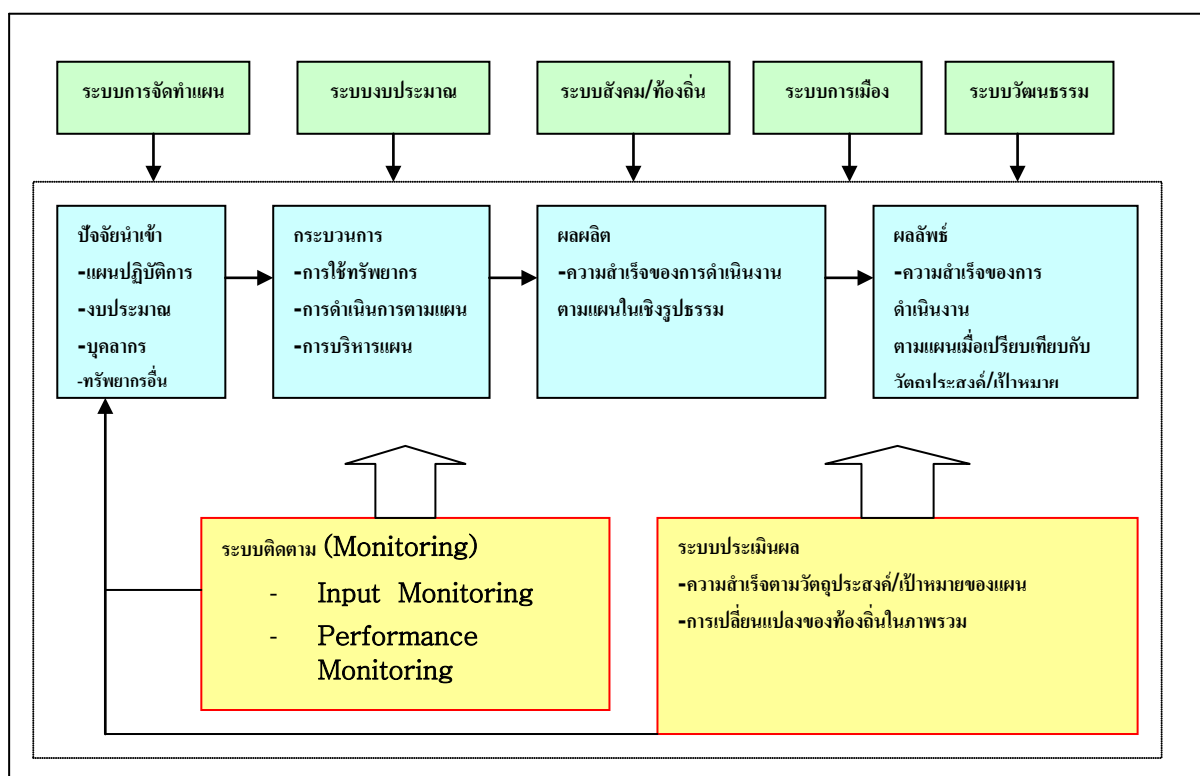 ระบบการจัดทำแผน
ระบบงบประมาณ
ระบบสังคม/ท้องถิ่น
ระบบการเมือง
ระบบวัฒนธรรม
ปัจจัยนำเข้า
-แผนปฏิบัติการ
-งบประมาณ
-บุคลากร
-ทรัพยากรอื่น
กระบวนการ
-การใช้ทรัพยากร
-การดำเนินการตามแผน
-การบริหารแผน
ผลผลิต
-ความสำเร็จของการดำเนินงาน
ตามแผนในเชิงรูปธรรม
ผลลัพธ์
-ความสำเร็จของการ
ดำเนินงาน
ตามแผนเมื่อเปรียบเทียบกับ
วัตถุประสงค์/เป้าหมาย
ระบบติดตาม (Monitoring)
- Input Monitoring
- Performance
Monitoring
ระบบประเมินผล
-ความสำเร็จตามวัตถุประสงค์/เป้าหมายของแผน
-การเปลี่ยนแปลงของท้องถิ่นในภาพรวม